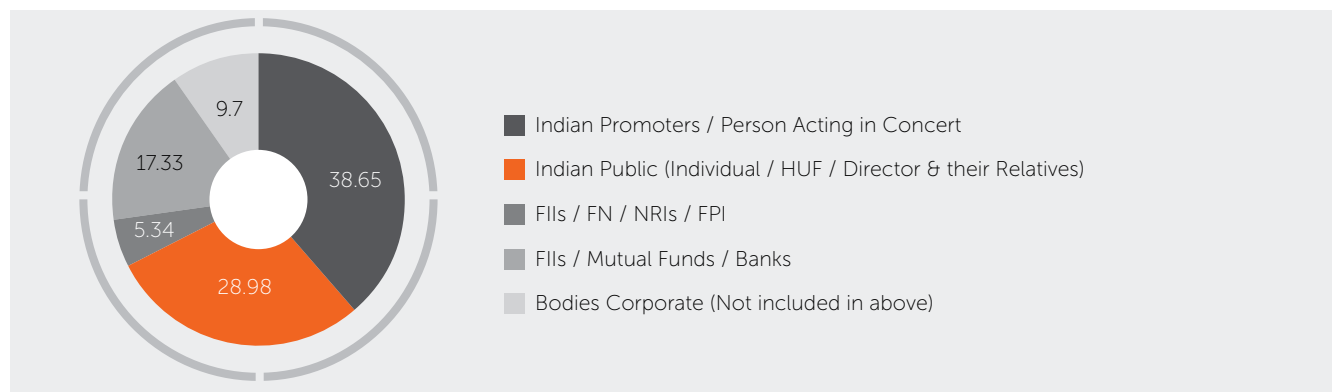 9.7
38.65
17.33
5.34
28.98
Indian Promoters / Person Acting in Concert
Indian Public (Individual / HUF / Director & their Relatives)
FIIs / FN / NRIs / FPI
FIIs / Mutual Funds / Banks
Bodies Corporate (Not included in above)